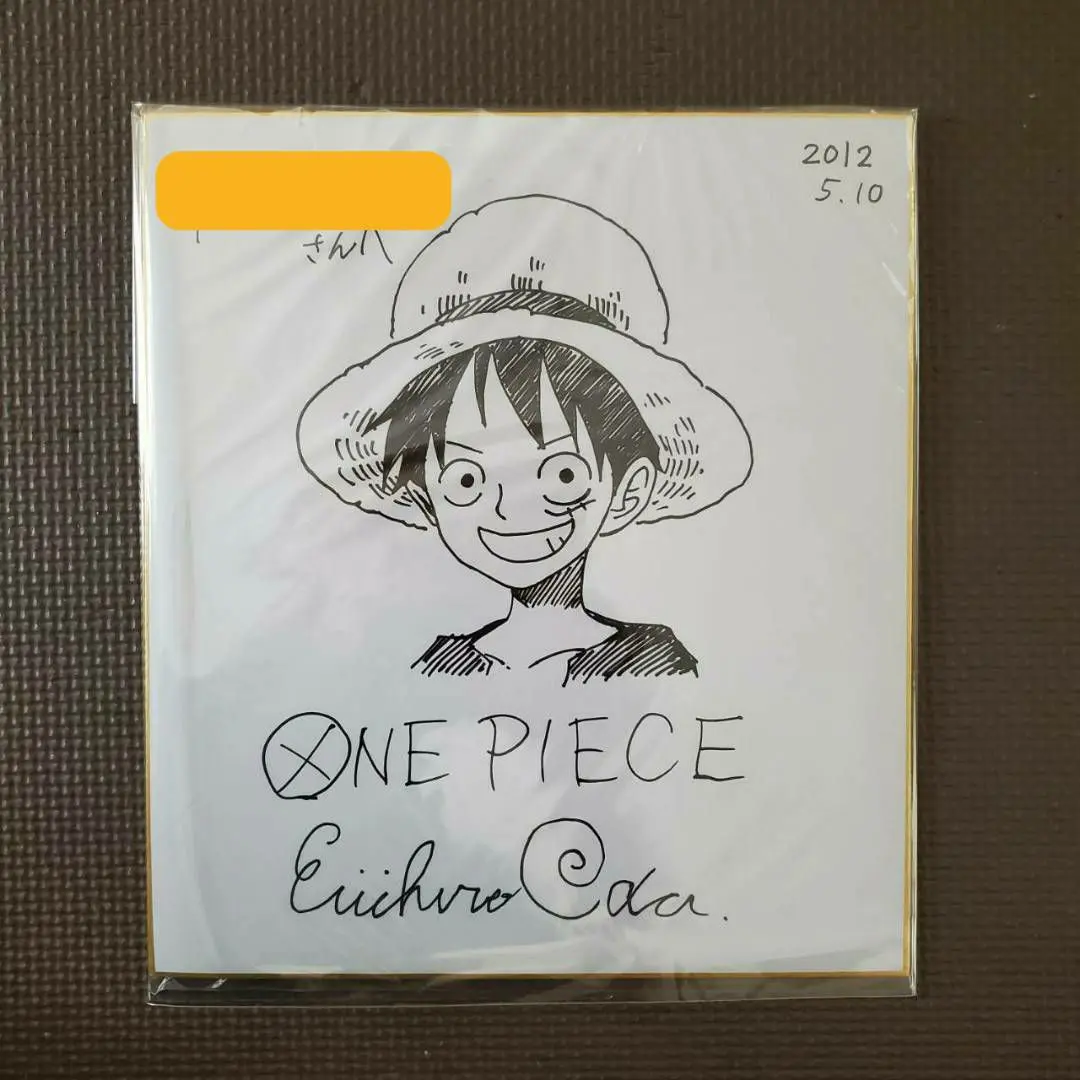 2012
5.10
さんへ
ONE PIECE
Eiichiro Oda.